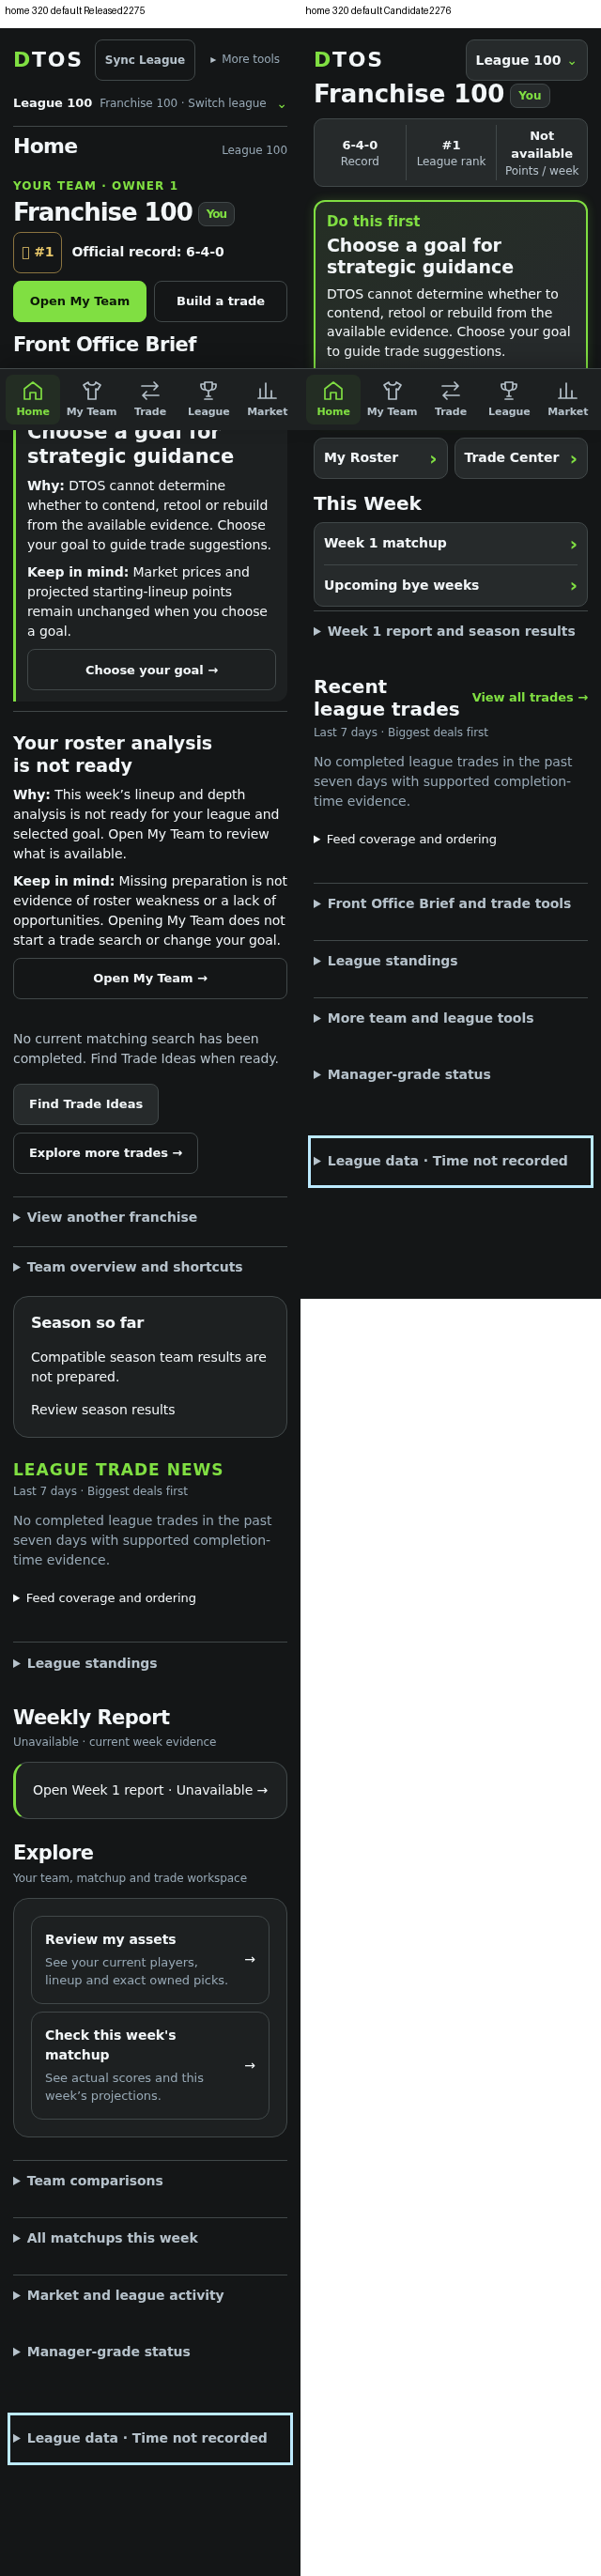 home 320 default Released2275
DTOS
Sync League
▸ More tools
League 100 Franchise 100 · Switch league
Home
League 100
YOUR TEAM · OWNER 1
Franchise 100 You
#1 Official record: 6-4-0
Open My Team
Build a trade
Front Office Brief
Home
My Team
Trade
League
Market
Choose a goal for
strategic guidance
Why: DTOS cannot determine
whether to contend, retool or rebuild
from the available evidence. Choose
your goal to guide trade suggestions.
Keep in mind: Market prices and
projected starting-lineup points
remain unchanged when you choose
a goal.
Choose your goal →
Your roster analysis
is not ready
Why: This week’s lineup and depth
analysis is not ready for your league and
selected goal. Open My Team to review
what is available.
Keep in mind: Missing preparation is not
evidence of roster weakness or a lack of
opportunities. Opening My Team does not
start a trade search or change your goal.
Open My Team →
No current matching search has been
completed. Find Trade Ideas when ready.
Find Trade Ideas
Explore more trades →
▸ View another franchise
▸ Team overview and shortcuts
Season so far
Compatible season team results are
not prepared.
Review season results
LEAGUE TRADE NEWS
Last 7 days · Biggest deals first
No completed league trades in the past
seven days with supported completion-
time evidence.
▸ Feed coverage and ordering
▸ League standings
Weekly Report
Unavailable · current week evidence
Open Week 1 report · Unavailable →
Explore
Your team, matchup and trade workspace
Review my assets
See your current players,
lineup and exact owned picks.
→
Check this week's
matchup
See actual scores and this
week’s projections.
→
▸ Team comparisons
▸ All matchups this week
▸ Market and league activity
▸ Manager-grade status
▸ League data · Time not recorded
home 320 default Candidate2276
DTOS
League 100
Franchise 100 You
6-4-0
Record
#1
League rank
Not
available
Points / week
Do this first
Choose a goal for
strategic guidance
DTOS cannot determine whether to
contend, retool or rebuild from the
available evidence. Choose your goal
to guide trade suggestions.
Home
My Team
Trade
League
Market
My Roster ›
Trade Center ›
This Week
Week 1 matchup ›
Upcoming bye weeks ›
▸ Week 1 report and season results
Recent
league trades
View all trades →
Last 7 days · Biggest deals first
No completed league trades in the past
seven days with supported completion-
time evidence.
▸ Feed coverage and ordering
▸ Front Office Brief and trade tools
▸ League standings
▸ More team and league tools
▸ Manager-grade status
▸ League data · Time not recorded